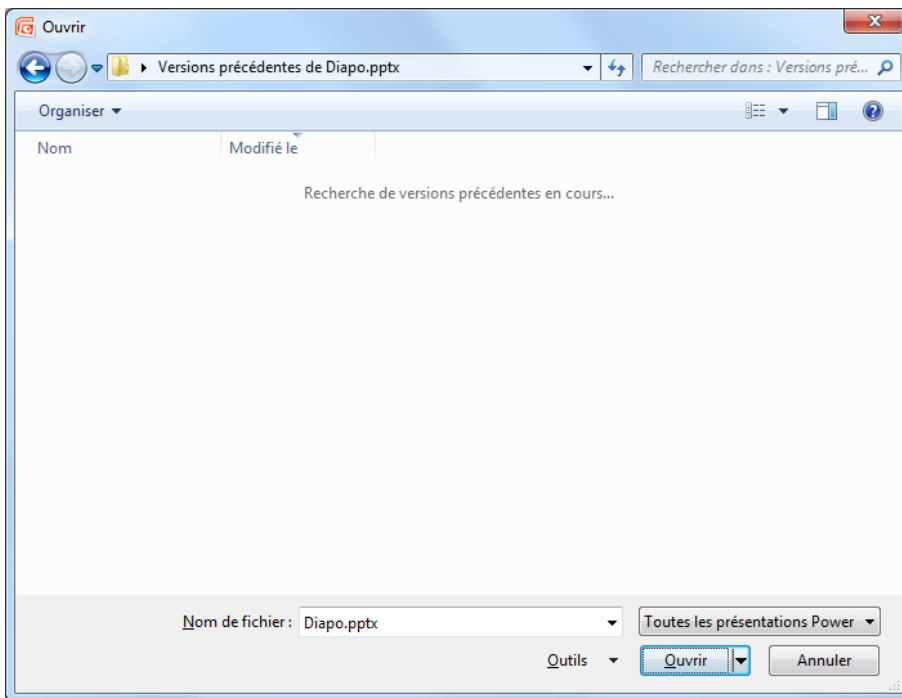 Ouvrir
Versions précédentes de Diapo.pptx
Rechercher dans : Versions pré...
Organiser
Nom Modifié le
Recherche de versions précédentes en cours...
Nom de fichier : Diapo.pptx Toutes les présentations Power
Outils Ouvrir Annuler